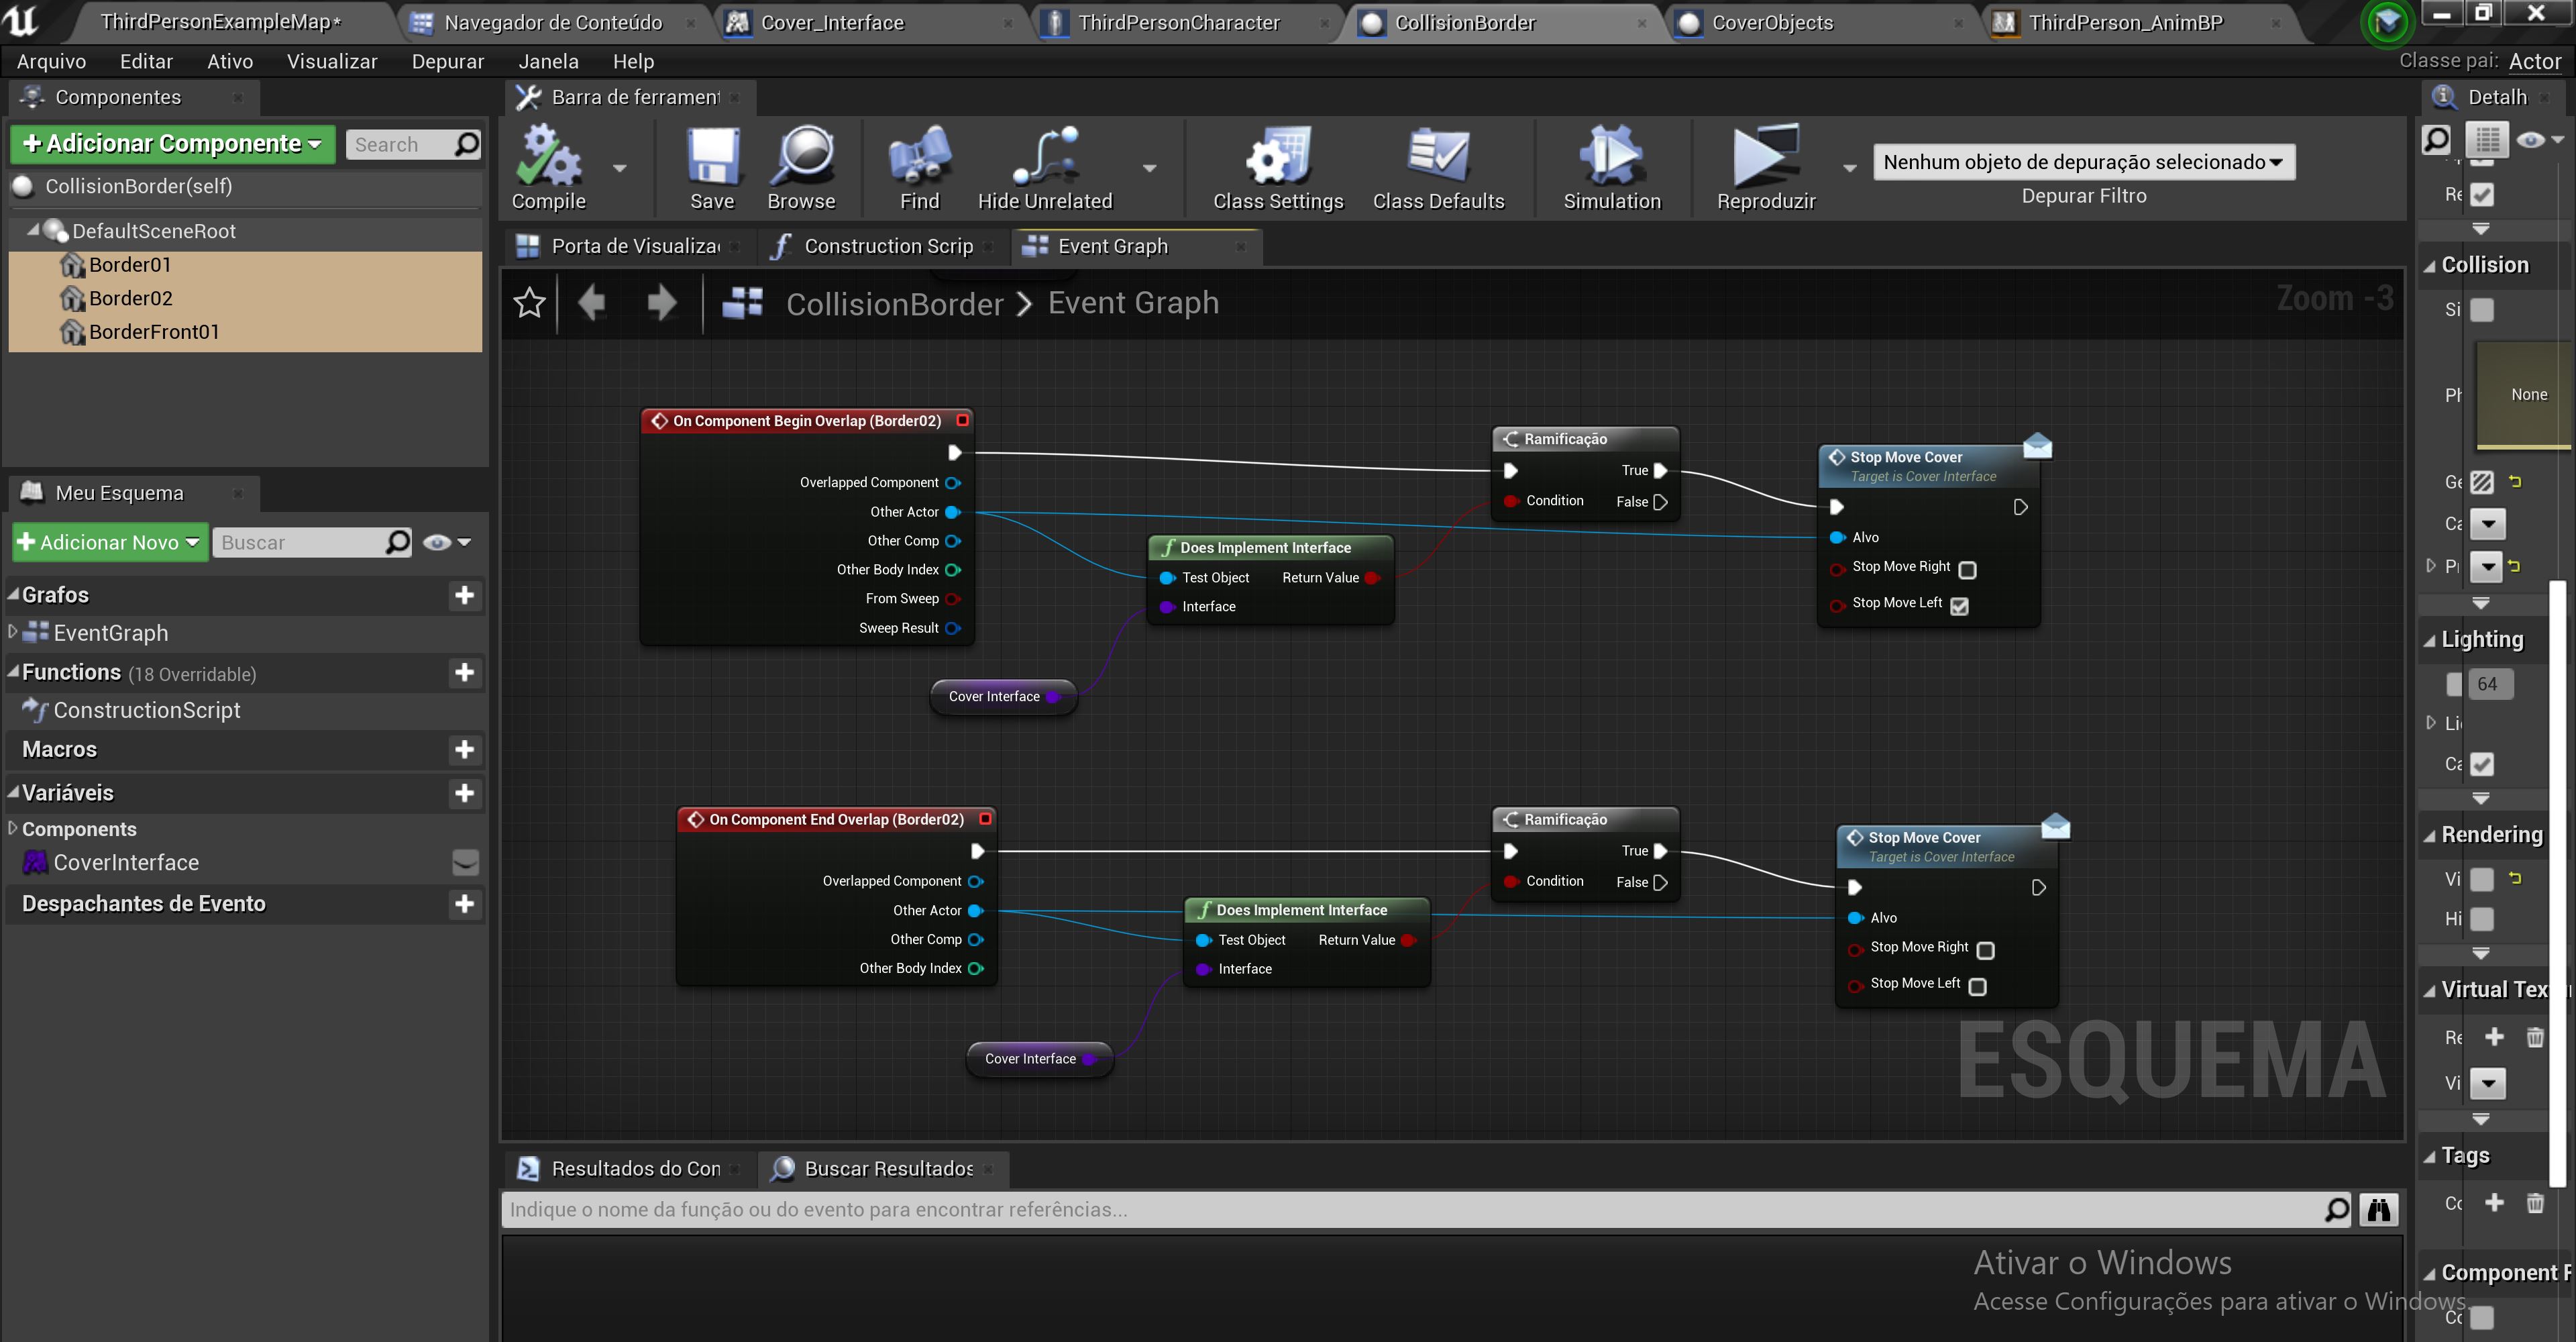 ThirdPersonExampleMap*
Navegador de Conteúdo
Cover_Interface
ThirdPersonCharacter
CollisionBorder
CoverObjects
ThirdPerson_AnimBP
Arquivo Editar Ativo Visualizar Depurar Janela Help
Classe pai: Actor
Componentes
Adicionar Componente
Search
CollisionBorder(self)
DefaultSceneRoot
Border01
Border02
BorderFront01
Meu Esquema
Adicionar Novo
Buscar
Grafos
EventGraph
Functions (18 Overridable)
ConstructionScript
Macros
Variáveis
Components
CoverInterface
Despachantes de Evento
Barra de ferrament
Compile
Save
Browse
Find
Hide Unrelated
Class Settings
Class Defaults
Simulation
Reproduzir
Nenhum objeto de depuração selecionado
Depurar Filtro
Porta de Visualiza
Construction Scrip
Event Graph
CollisionBorder > Event Graph
Zoom -3
On Component Begin Overlap (Border02)
Overlapped Component
Other Actor
Other Comp
Other Body Index
From Sweep
Sweep Result
Cover Interface
Does Implement Interface
Test Object Return Value
Interface
Ramificação
True
Condition False
Stop Move Cover
Target is Cover Interface
Alvo
Stop Move Right
Stop Move Left
On Component End Overlap (Border02)
Overlapped Component
Other Actor
Other Comp
Other Body Index
Cover Interface
Does Implement Interface
Test Object Return Value
Interface
Ramificação
True
Condition False
Stop Move Cover
Target is Cover Interface
Alvo
Stop Move Right
Stop Move Left
ESQUEMA
Resultados do Con
Buscar Resultados
Indique o nome da função ou do evento para encontrar referências...
Detalh
Re
Collision
Si
Ph
None
Ge
Ca
Pr
Lighting
64
Li
Ca
Rendering
Vi
Hi
Virtual Tex
Re
Vi
Tags
Co
Component R
Co
Ativar o Windows
Acesse Configurações para ativar o Windows.